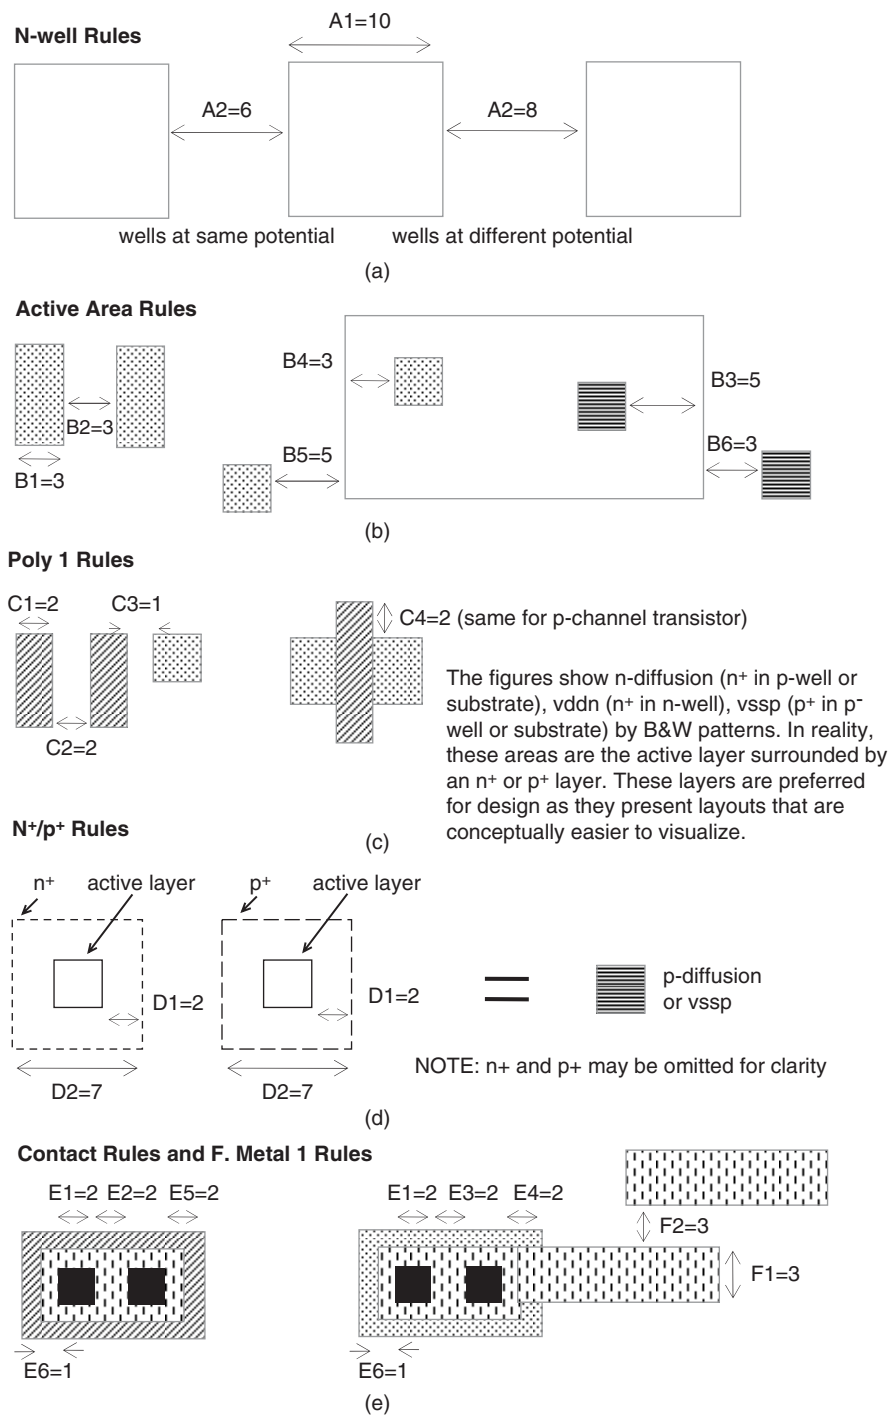 N-well Rules
A1=10
A2=6
A2=8
wells at same potential
wells at different potential
(a)
Active Area Rules
B4=3
B3=5
B2=3
B5=5
B6=3
B1=3
(b)
Poly 1 Rules
C1=2
C3=1
C4=2 (same for p-channel transistor)
C2=2
The figures show n-diffusion (n+ in p-well or
substrate), vddn (n+ in n-well), vssp (p+ in p-
well or substrate) by B&W patterns. In reality,
these areas are the active layer surrounded by
an n+ or p+ layer. These layers are preferred
for design as they present layouts that are
conceptually easier to visualize.
(c)
N+/p+ Rules
n+
active layer
p+
active layer
D1=2
D1=2
p-diffusion
or vssp
D2=7
D2=7
NOTE: n+ and p+ may be omitted for clarity
(d)
Contact Rules and F. Metal 1 Rules
E1=2
E2=2
E5=2
E1=2
E3=2
E4=2
F2=3
F1=3
E6=1
E6=1
(e)